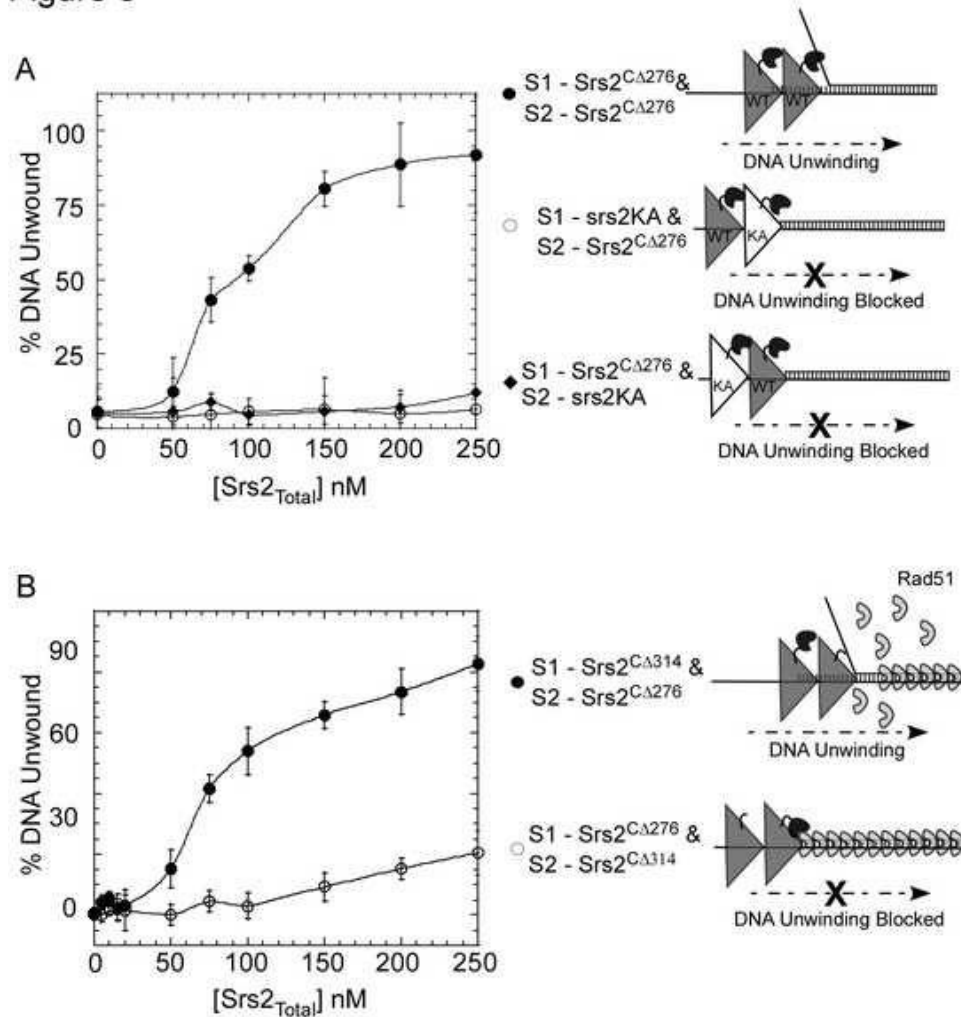 A
% DNA Unwound
100
75
50
25
0
0 50 100 150 200 250
[Srs2Total] nM
S1 - Srs2CΔ276&
S2 - Srs2CΔ276
WT WT
DNA Unwinding
S1 - srs2KA &
S2 - Srs2CΔ276
WT KA
X
DNA Unwinding Blocked
S1 - Srs2CΔ276 &
S2 - srs2KA
KA WT
X
DNA Unwinding Blocked
B
% DNA Unwound
90
60
30
0
0 50 100 150 200 250
[Srs2Total] nM
Rad51
S1 - Srs2CΔ314 &
S2 - Srs2CΔ276
DNA Unwinding
S1 - Srs2CΔ276 &
S2 - Srs2CΔ314
X
DNA Unwinding Blocked